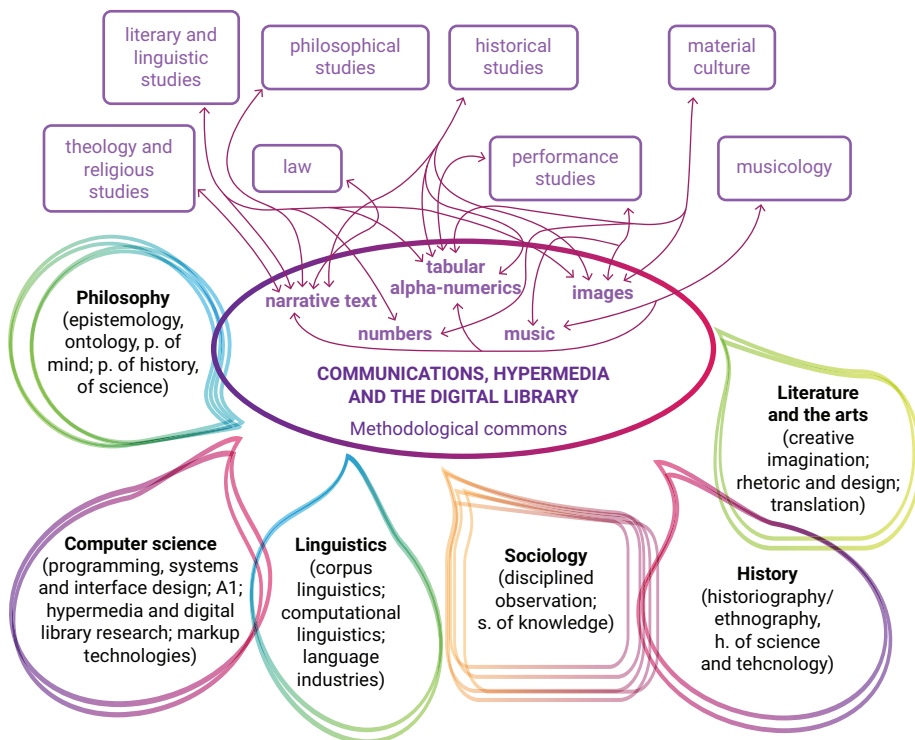 literary and
linguistic
studies
philosophical
studies
historical
studies
material
culture
theology and
religious
studies
law
performance
studies
musicology
tabular
alpha-numerics
narrative text
images
numbers
music
COMMUNICATIONS, HYPERMEDIA
AND THE DIGITAL LIBRARY
Methodological commons
Philosophy
(epistemology,
ontology, p. of
mind; p. of history,
of science)
Literature
and the arts
(creative
imagination;
rhetoric and design;
translation)
Computer science
(programming, systems
and interface design; A1;
hypermedia and digital
library research; markup
technologies)
Linguistics
(corpus
linguistics;
computational
linguistics;
language
industries)
Sociology
(disciplined
observation;
s. of knowledge)
History
(historiography/
ethnography,
h. of science
and tehcnology)